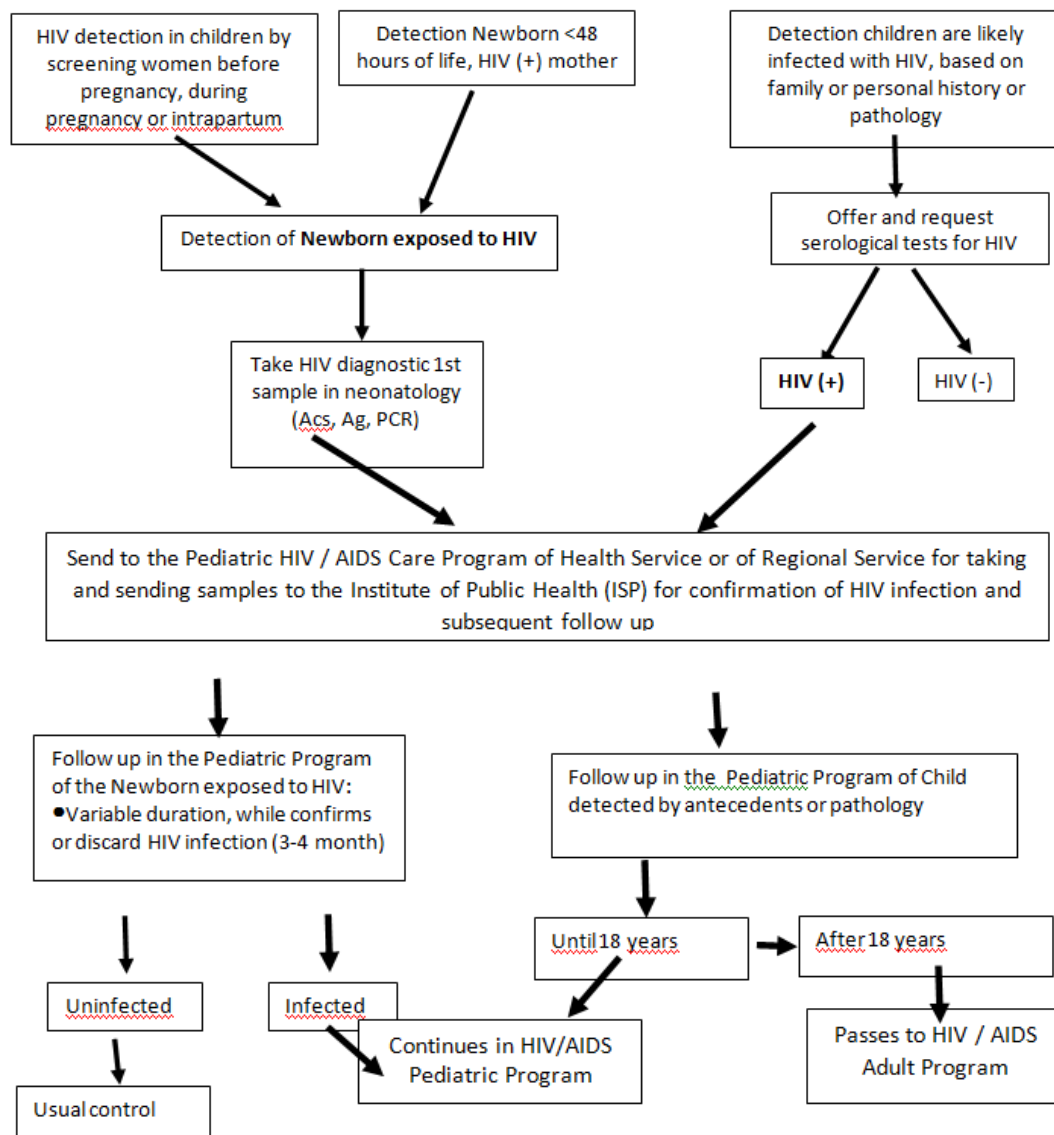 HIV detection in children by
screening women before
pregnancy, during
pregnancy or intrapartum
Detection Newborn <48
hours of life, HIV (+) mother
Detection children are likely
infected with HIV, based on
family or personal history or
pathology
Detection of Newborn exposed to HIV
Offer and request
serological tests for HIV
Take HIV diagnostic 1st
sample in neonatology
(Acs, Ag, PCR)
HIV (+)
HIV (-)
Send to the Pediatric HIV / AIDS Care Program of Health Service or of Regional Service for taking
and sending samples to the Institute of Public Health (ISP) for confirmation of HIV infection and
subsequent follow up
Follow up in the Pediatric Program
of the Newborn exposed to HIV:
•Variable duration, while confirms
or discard HIV infection (3-4 month)
Follow up in the Pediatric Program of Child
detected by antecedents or pathology
Until 18 years
After 18 years
Uninfected
Infected
Continues in HIV/AIDS
Pediatric Program
Passes to HIV / AIDS
Adult Program
Usual control